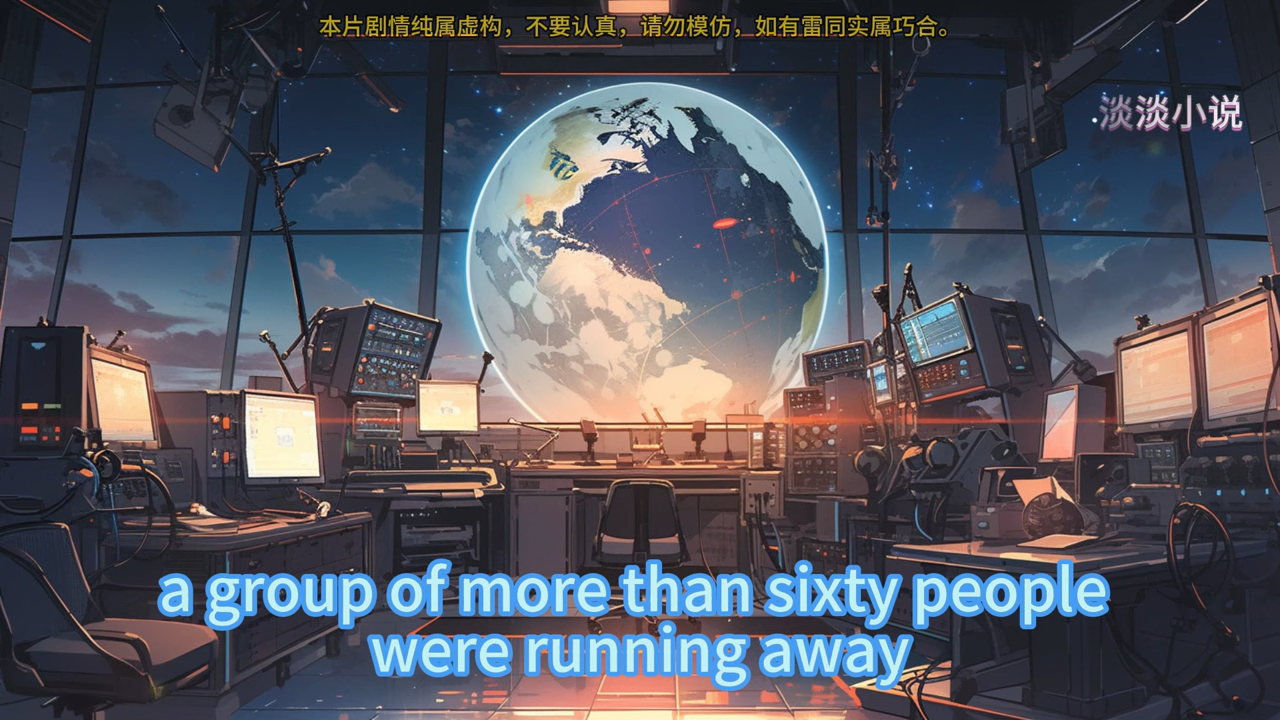 本片剧情纯属虚构，不要认真，请勿模仿，如有雷同实属巧合。
淡淡小说
a group of more than sixty people
were running away